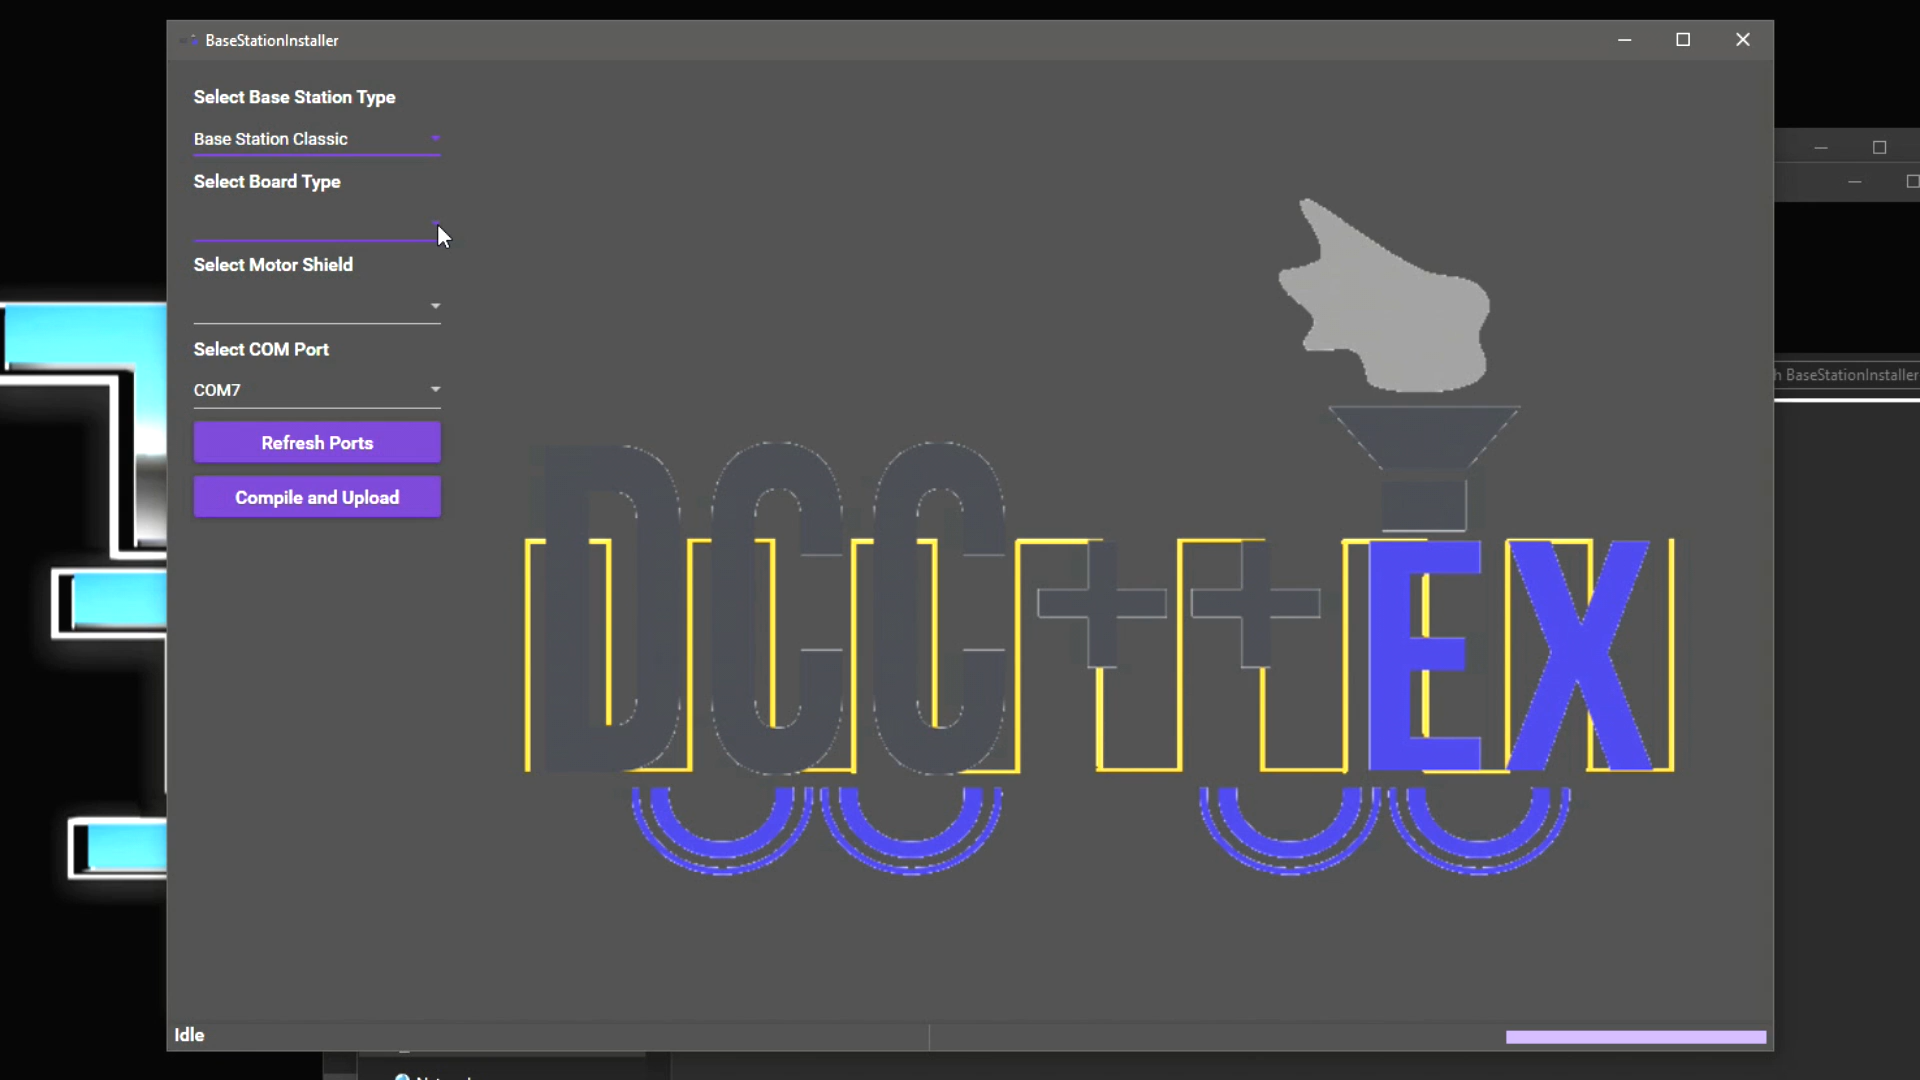 BaseStationInstaller
Select Base Station Type
Base Station Classic
Select Board Type
Select Motor Shield
Select COM Port
COM7
Refresh Ports
Compile and Upload
DCC++EX
BaseStationInstaller
Idle